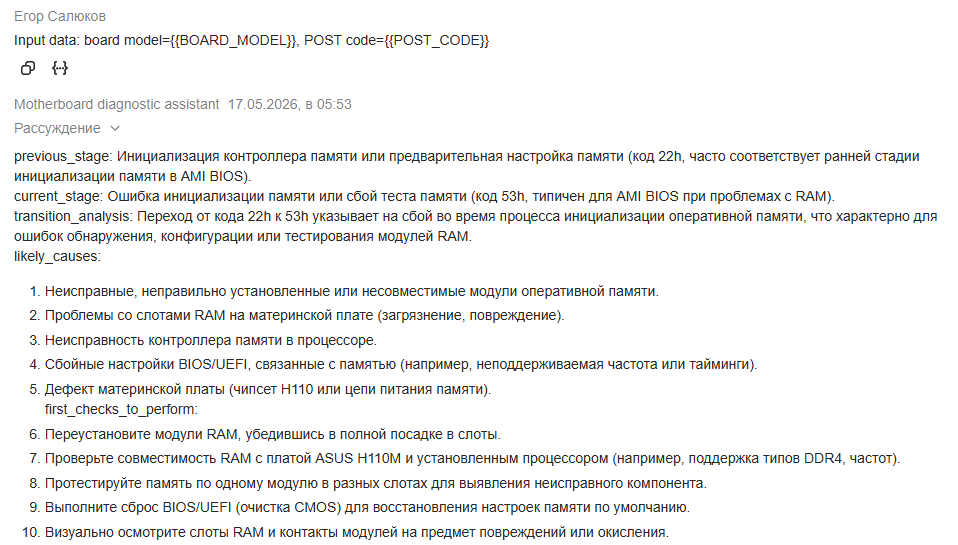 Егор Салюков
Input data: board model={{BOARD_MODEL}}, POST code={{POST_CODE}}
Motherboard diagnostic assistant 17.05.2026, в 05:53
Рассуждение
previous_stage: Инициализация контроллера памяти или предварительная настройка памяти (код 22h, часто соответствует ранней стадии
инициализации памяти в AMI BIOS).
current_stage: Ошибка инициализации памяти или сбой теста памяти (код 53h, типичен для AMI BIOS при проблемах с RAM).
transition_analysis: Переход от кода 22h к 53h указывает на сбой во время процесса инициализации оперативной памяти, что характерно для
ошибок обнаружения, конфигурации или тестирования модулей RAM.
likely_causes:
1. Неисправные, неправильно установленные или несовместимые модули оперативной памяти.
2. Проблемы со слотами RAM на материнской плате (загрязнение, повреждение).
3. Неисправность контроллера памяти в процессоре.
4. Сбойные настройки BIOS/UEFI, связанные с памятью (например, неподдерживаемая частота или тайминги).
5. Дефект материнской платы (чипсет H110 или цепи питания памяти).
first_checks_to_perform:
6. Переустановите модули RAM, убедившись в полной посадке в слоты.
7. Проверьте совместимость RAM с платой ASUS H110M и установленным процессором (например, поддержка типов DDR4, частот).
8. Протестируйте память по одному модулю в разных слотах для выявления неисправного компонента.
9. Выполните сброс BIOS/UEFI (очистка CMOS) для восстановления настроек памяти по умолчанию.
10. Визуально осмотрите слоты RAM и контакты модулей на предмет повреждений или окисления.